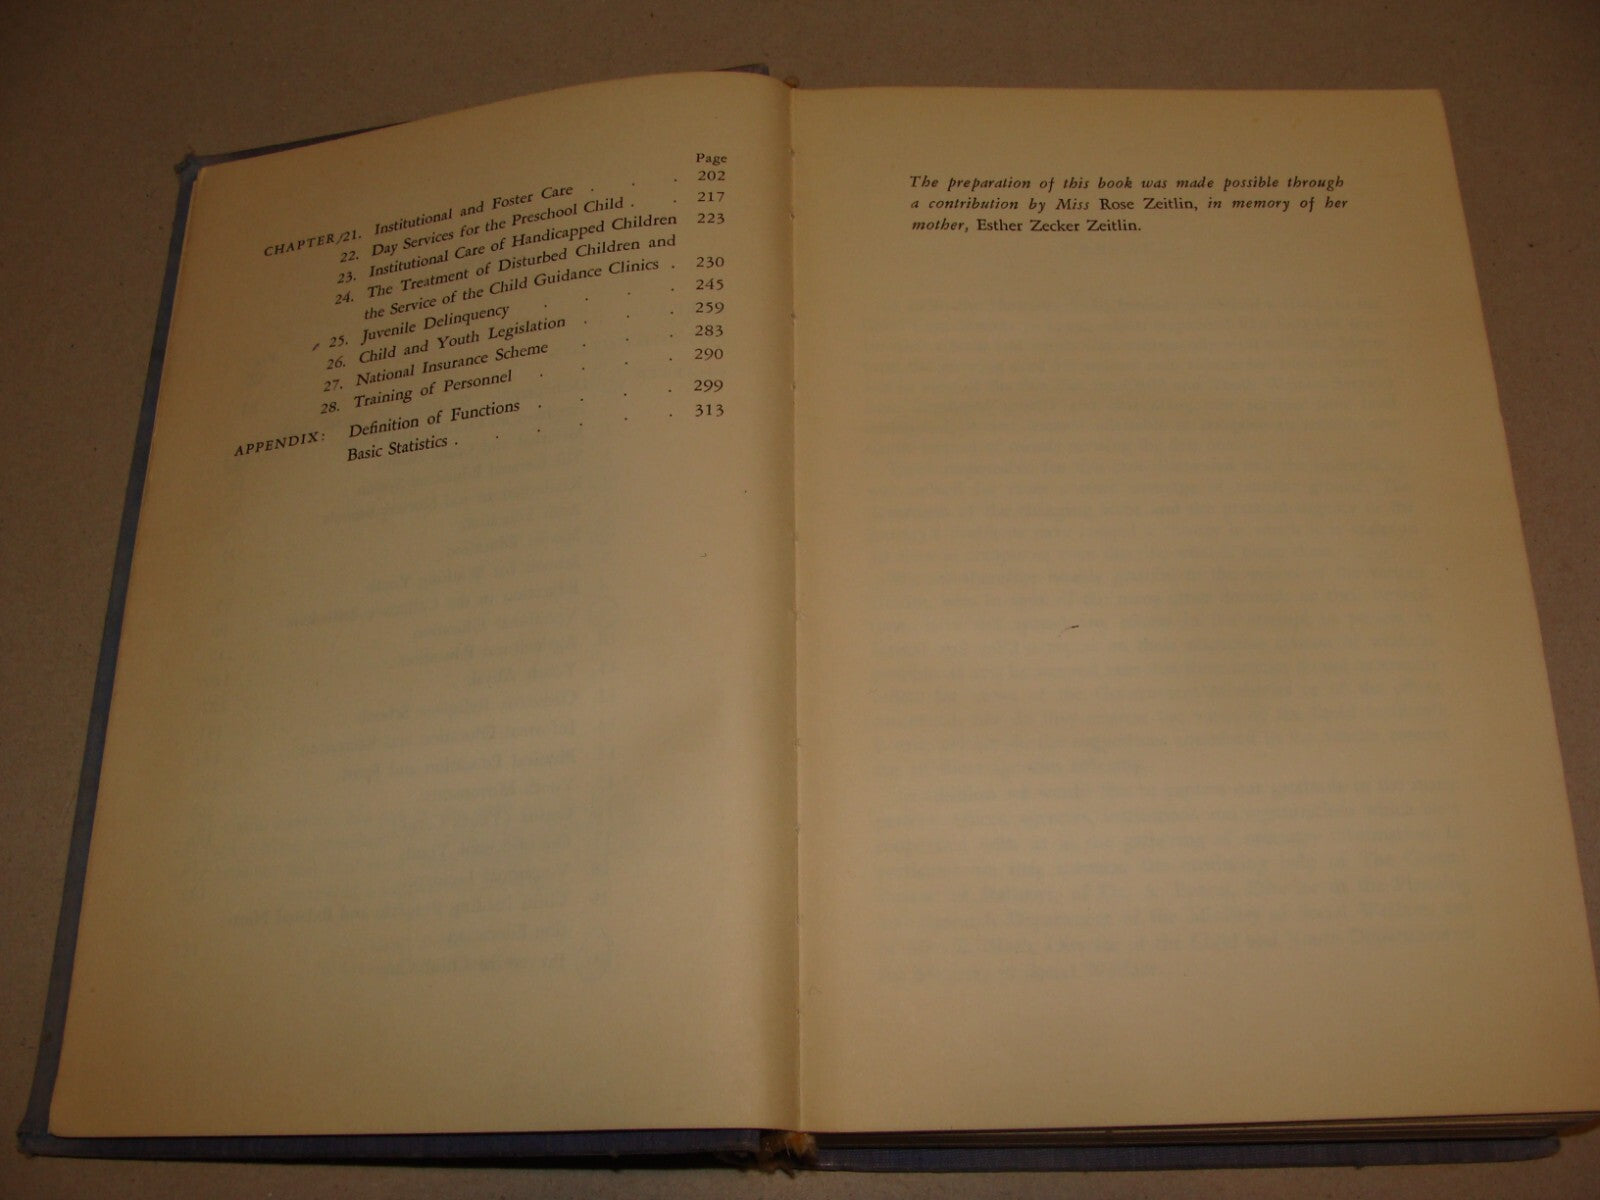 Page
CHAPTER 21. Institutional and Foster Care . . . 202
22. Day Services for the Preschool Child . . 217
23. Institutional Care of Handicapped Children 223
24. The Treatment of Disturbed Children and
the Service of the Child Guidance Clinics . 230
25. Juvenile Delinquency . . . . 245
26. Child and Youth Legislation . . . 259
27. National Insurance Scheme . . . 283
28. Training of Personnel . . . . 290
APPENDIX: Definition of Functions . . . . 299
Basic Statistics . . . . . . 313
The preparation of this book was made possible through
a contribution by Miss Rose Zeitlin, in memory of her
mother, Esther Zecker Zeitlin.